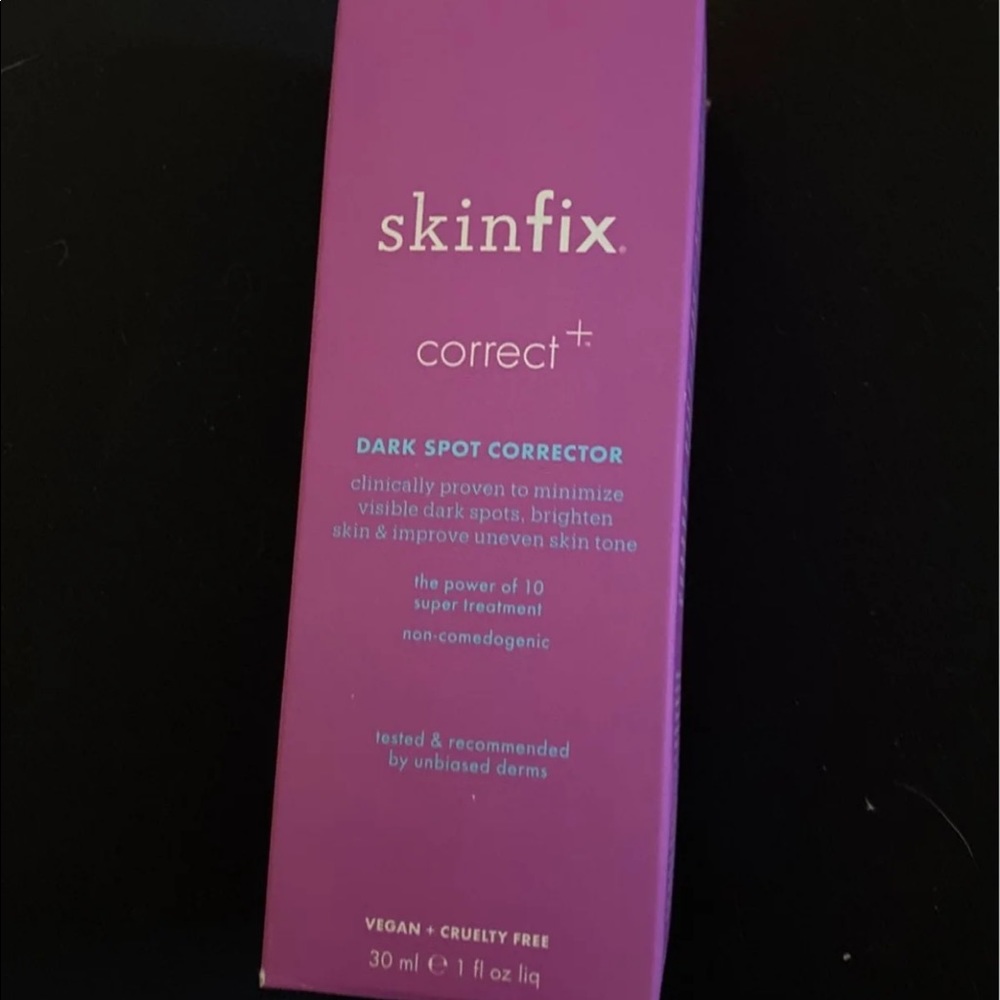 skinfix®
correct+™
DARK SPOT CORRECTOR
clinically proven to minimize
visible dark spots, brighten
skin & improve uneven skin tone
the power of 10
super treatment
non-comedogenic
tested & recommended
by unbiased derms
VEGAN + CRUELTY FREE
30 ml ℮ 1 fl oz liq